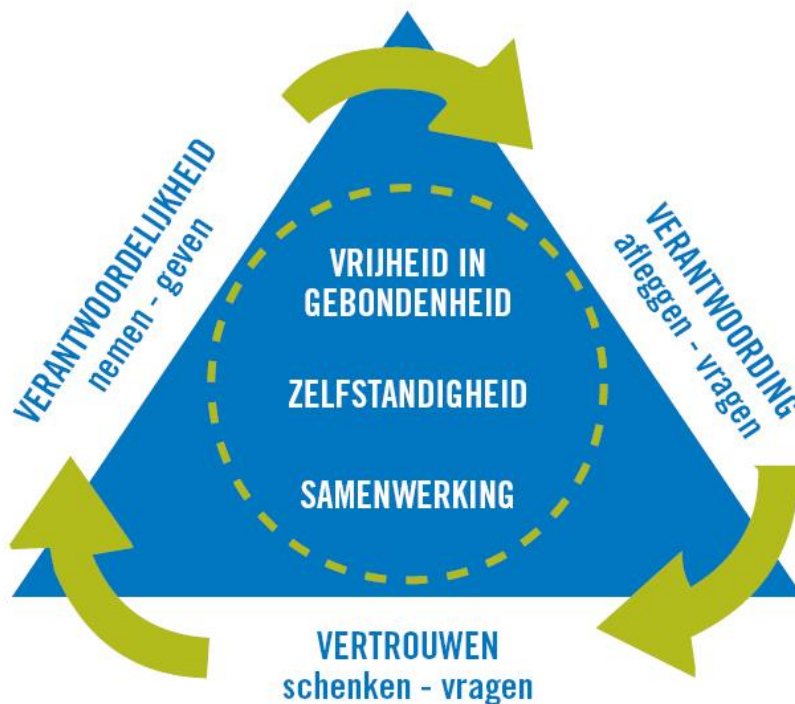 VERANTWOORDELIJKHEID
nemen - geven
VERANTWOORDING
afleggen - vragen
VRIJHEID IN
GEBONDENHEID
ZELFSTANDIGHEID
SAMENWERKING
VERTROUWEN
schenken - vragen